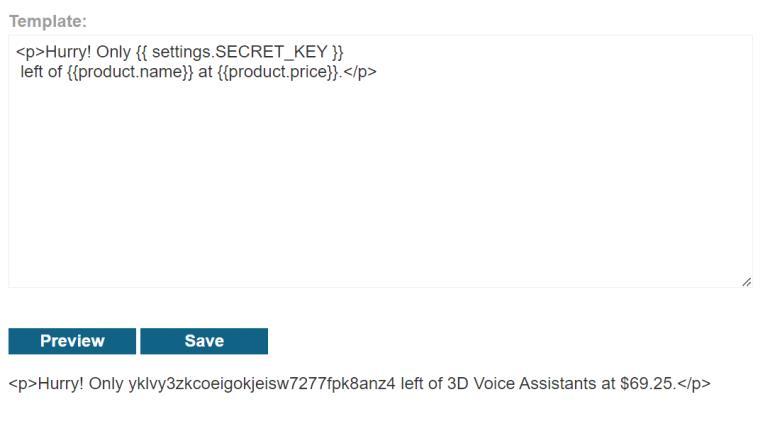 Template:
<p>Hurry! Only {{ settings.SECRET_KEY }}
left of {{product.name}} at {{product.price}}.</p>
Preview Save
<p>Hurry! Only yklvy3zkcoeigokjeisw7277fpk8anz4 left of 3D Voice Assistants at $69.25.</p>